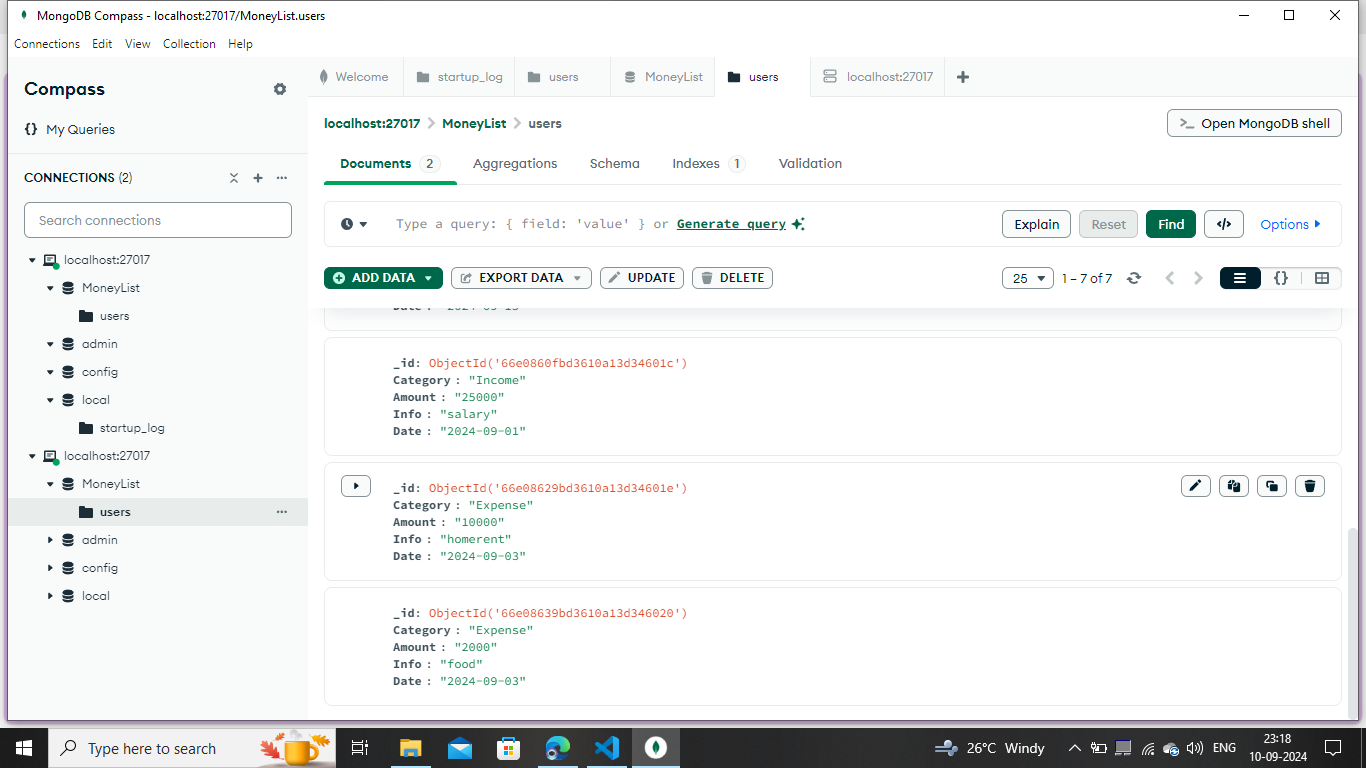 MongoDB Compass - localhost:27017/MoneyList.users
Connections Edit View Collection Help
Compass
{} My Queries
CONNECTIONS (2)
Search connections
localhost:27017
MoneyList
users
admin
config
local
startup_log
localhost:27017
MoneyList
users
admin
config
local
Welcome startup_log users MoneyList users localhost:27017
localhost:27017 > MoneyList > users
>_ Open MongoDB shell
Documents 2 Aggregations Schema Indexes 1 Validation
Type a query: { field: 'value' } or Generate query
Explain Reset Find </> Options
ADD DATA EXPORT DATA UPDATE DELETE
25 1 – 7 of 7 {}
_id: ObjectId('66e0860fbd3610a13d34601c')
Category : "Income"
Amount : "25000"
Info : "salary"
Date : "2024-09-01"
_id: ObjectId('66e08629bd3610a13d34601e')
Category : "Expense"
Amount : "10000"
Info : "homerent"
Date : "2024-09-03"
_id: ObjectId('66e08639bd3610a13d346020')
Category : "Expense"
Amount : "2000"
Info : "food"
Date : "2024-09-03"
Type here to search
26°C Windy
ENG
23:18
10-09-2024